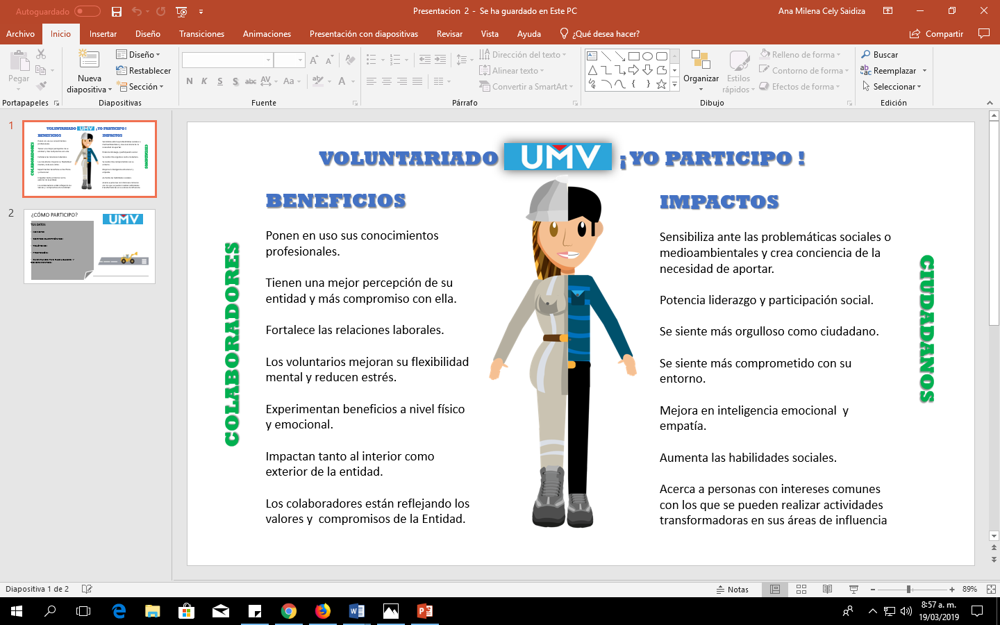 Autoguardado
Presentacion 2 - Se ha guardado en Este PC
Ana Milena Cely Saidiza
Archivo Inicio Insertar Diseño Transiciones Animaciones Presentación con diapositivas Revisar Vista Ayuda ¿Qué desea hacer? Compartir
Pegar
Nueva diapositiva
Diseño
Restablecer
Sección
N K S S abc AV Aa A
Dirección del texto
Alinear texto
Convertir a SmartArt
Organizar
Estilos rápidos
Relleno de forma
Contorno de forma
Efectos de forma
Buscar
Reemplazar
Seleccionar
Portapapeles Diapositivas Fuente Párrafo Dibujo Edición
1
2
¿CÓMO PARTICIPO?
UMV
TUS DATOS
VOLUNTARIADO UMV ¡YO PARTICIPO !
COLABORADORES
BENEFICIOS
Ponen en uso sus conocimientos
profesionales.
Tienen una mejor percepción de su
entidad y más compromiso con ella.
Fortalece las relaciones laborales.
Los voluntarios mejoran su flexibilidad
mental y reducen estrés.
Experimentan beneficios a nivel físico
y emocional.
Impactan tanto al interior como
exterior de la entidad.
Los colaboradores están reflejando los
valores y compromisos de la Entidad.
IMPACTOS
Sensibiliza ante las problemáticas sociales o
medioambientales y crea conciencia de la
necesidad de aportar.
Potencia liderazgo y participación social.
Se siente más orgulloso como ciudadano.
Se siente más comprometido con su
entorno.
Mejora en inteligencia emocional y
empatía.
Aumenta las habilidades sociales.
Acerca a personas con intereses comunes
con los que se pueden realizar actividades
transformadoras en sus áreas de influencia
CIUDADANOS
Diapositiva 1 de 2
Notas
89%
8:57 a. m.
19/03/2019